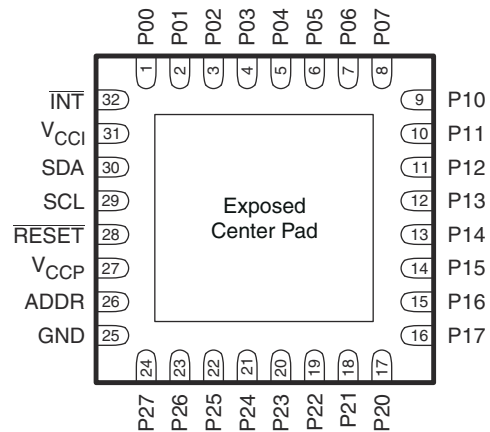 P00 P01 P02 P03 P04 P05 P06 P07
1 2 3 4 5 6 7 8
INT 32 9 P10
VCCI 31 10 P11
SDA 30 11 P12
SCL 29 12 P13
RESET 28 13 P14
VCCP 27 14 P15
ADDR 26 15 P16
GND 25 16 P17
Exposed
Center Pad
24 23 22 21 20 19 18 17
P27 P26 P25 P24 P23 P22 P21 P20